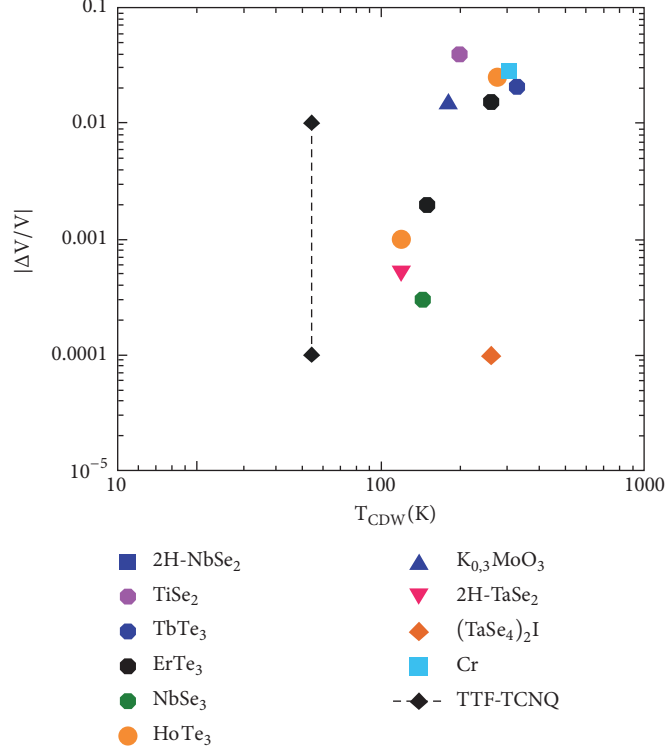 0.1
0.01
0.001
0.0001
10⁻⁵
|ΔV/V|
10
100
1000
T_CDW(K)
2H-NbSe₂
TiSe₂
TbTe₃
ErTe₃
NbSe₃
HoTe₃
K₀,₃MoO₃
2H-TaSe₂
(TaSe₄)₂I
Cr
TTF-TCNQ